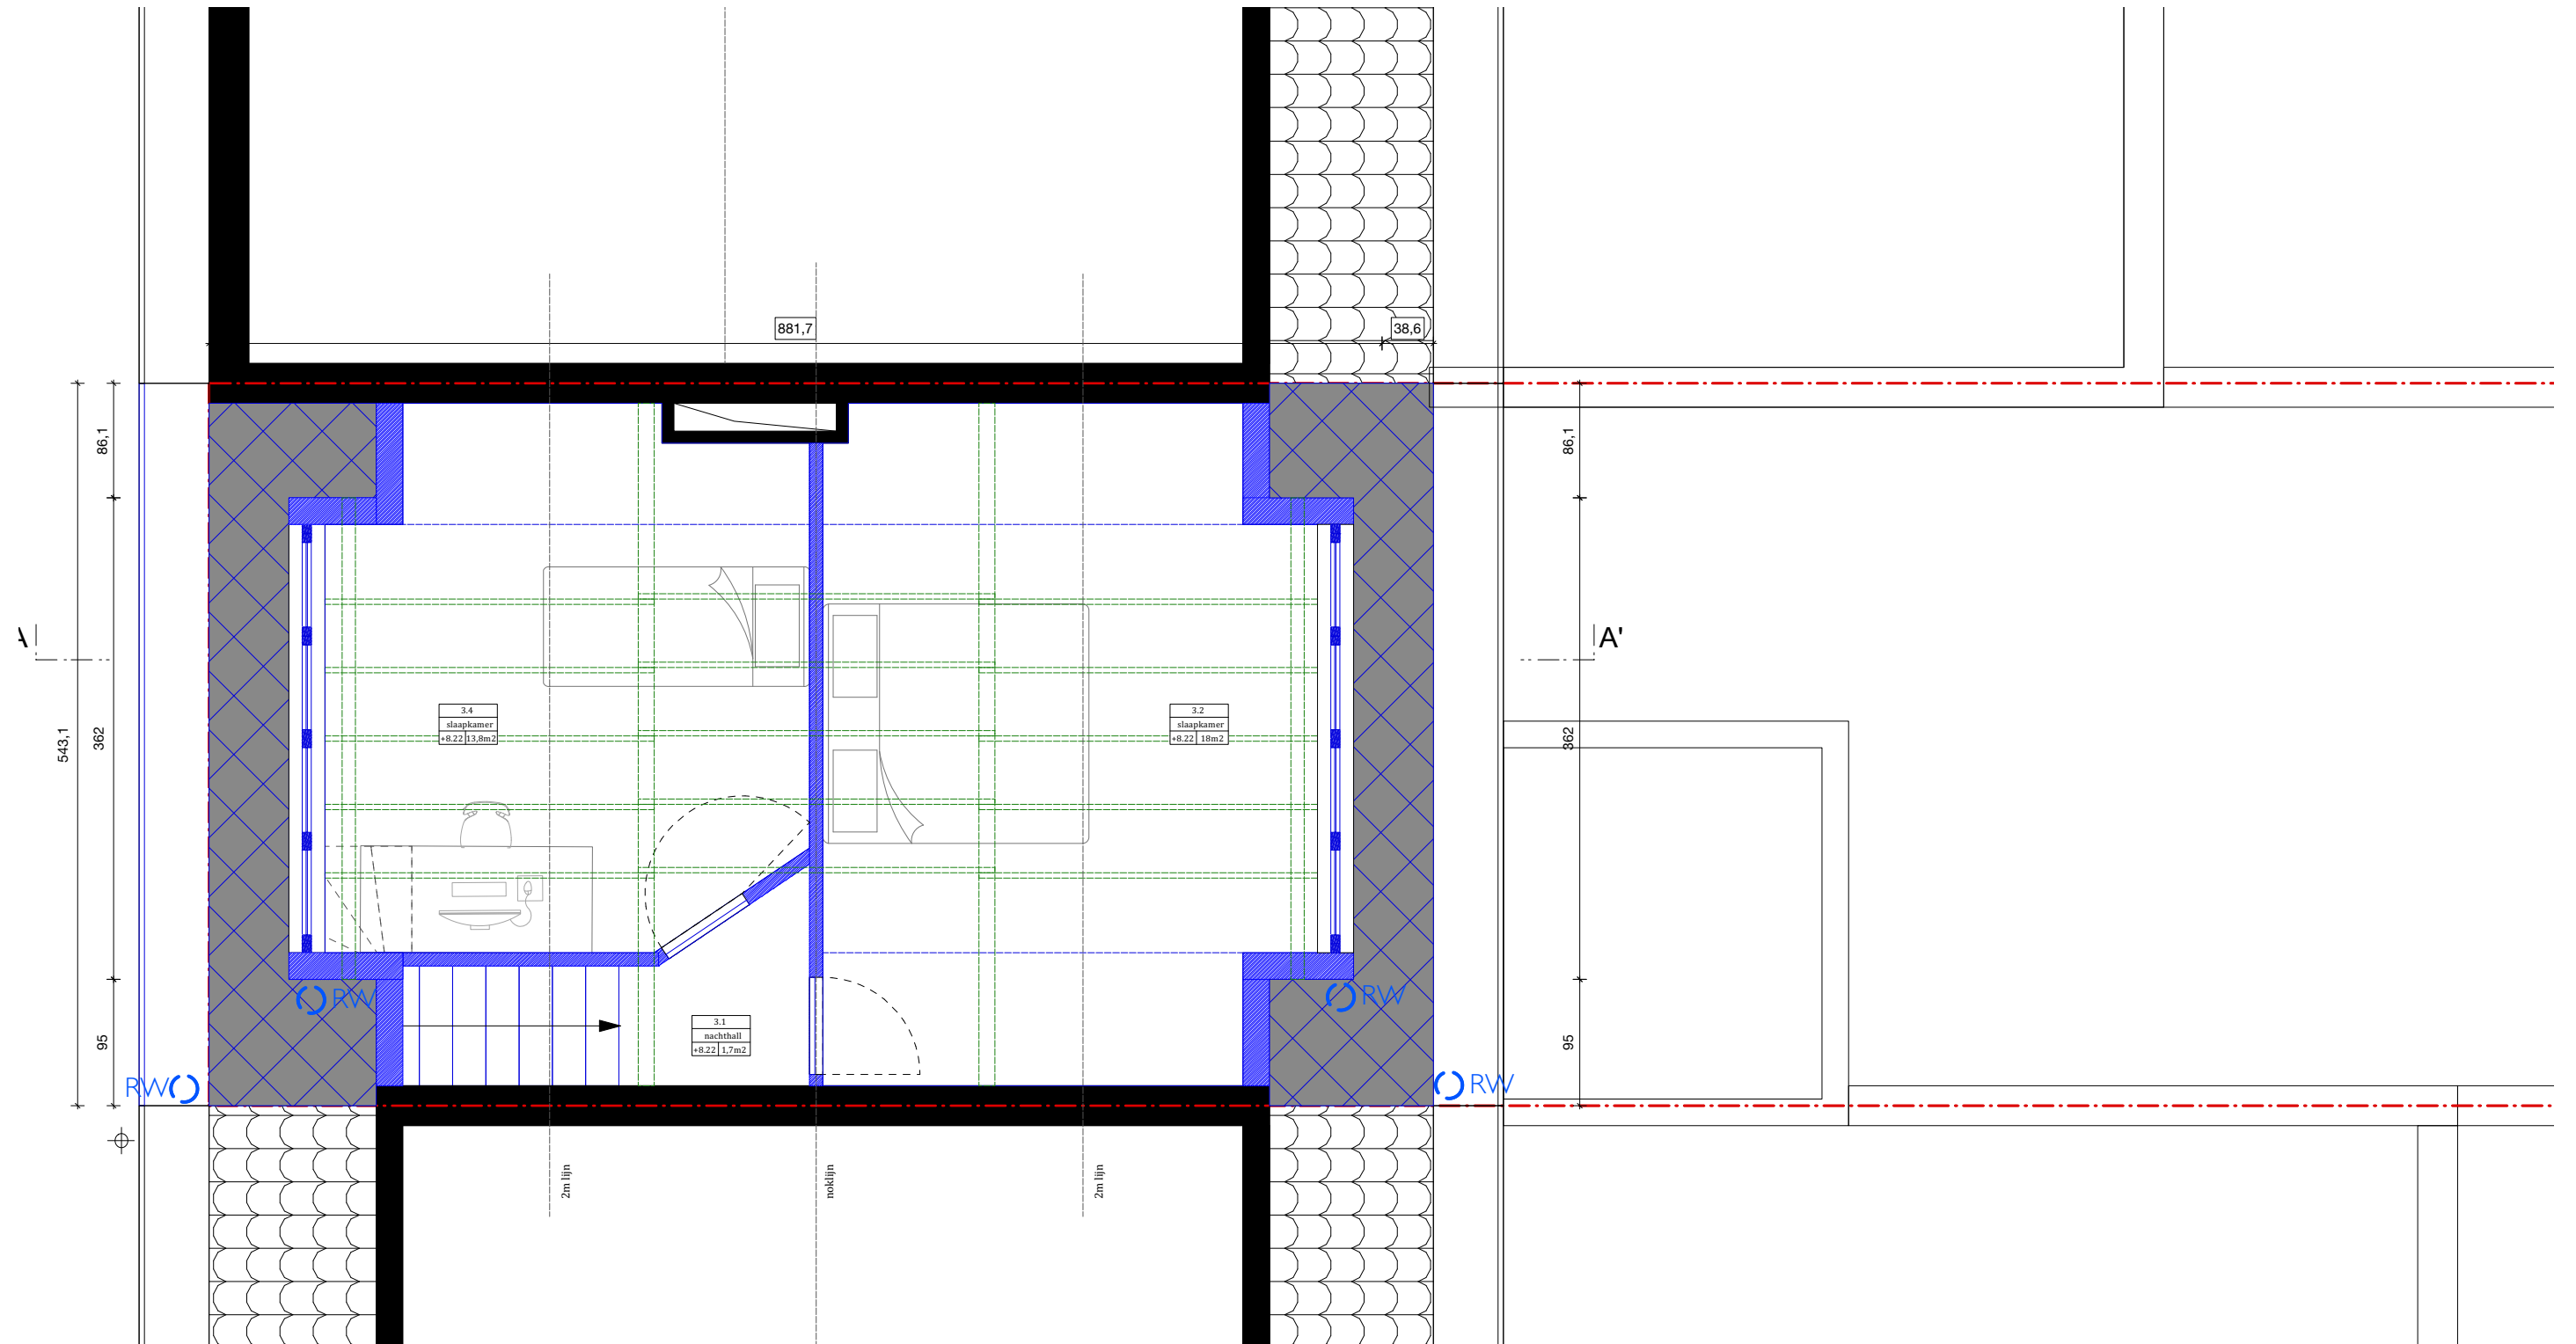 881,7
38,6
86,1
86,1
A
A'
543,1
362
362
3.4
slaapkamer
+8.22 13,8m2
3.2
slaapkamer
+8.22 18m2
RW
RW
3.1
nachthall
+8.22 1,7m2
95
95
RW
RW
2m lijn
noklijn
2m lijn